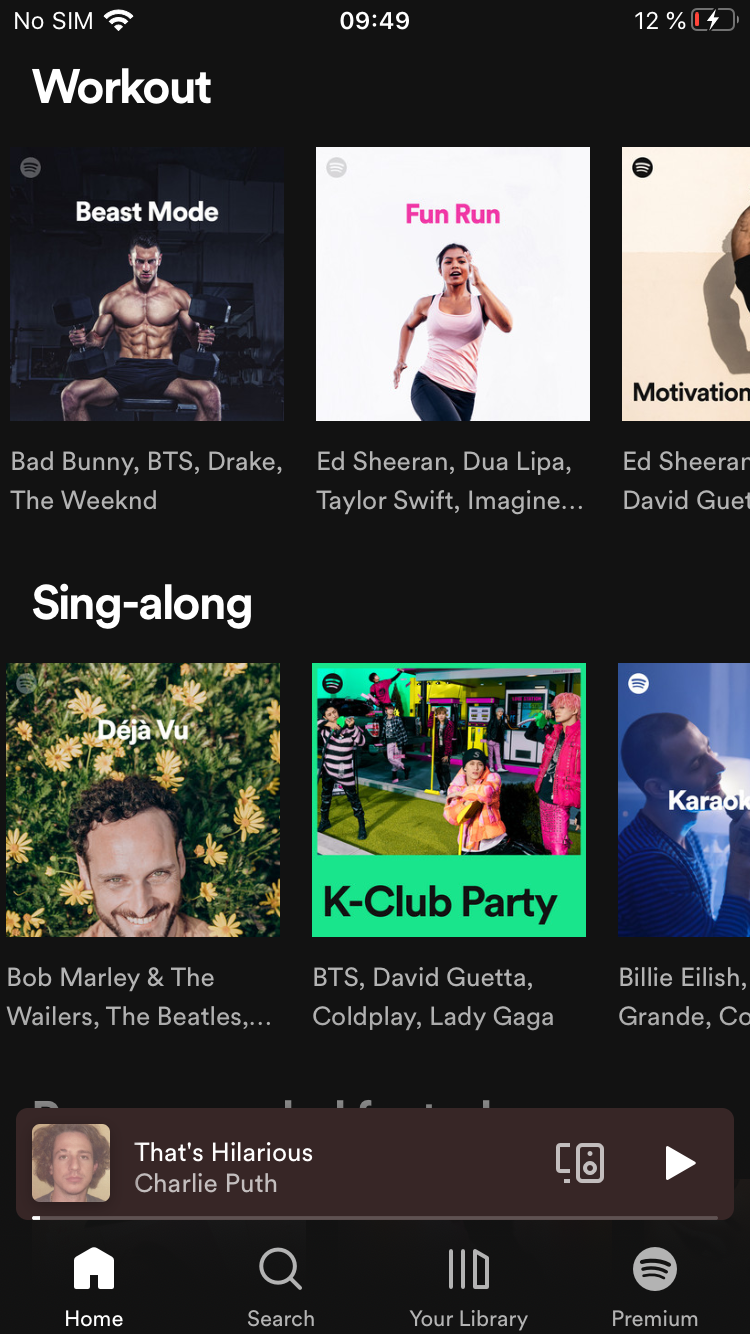 No SIM 09:49 12 %
Workout
Beast Mode
Fun Run
Motivation
Bad Bunny, BTS, Drake,
The Weeknd
Ed Sheeran, Dua Lipa,
Taylor Swift, Imagine...
Ed Sheeran
David Guet
Sing-along
Déjà Vu
K-Club Party
Karaok
Bob Marley & The
Wailers, The Beatles,...
BTS, David Guetta,
Coldplay, Lady Gaga
Billie Eilish,
Grande, Co
That's Hilarious
Charlie Puth
Home
Search
Your Library
Premium